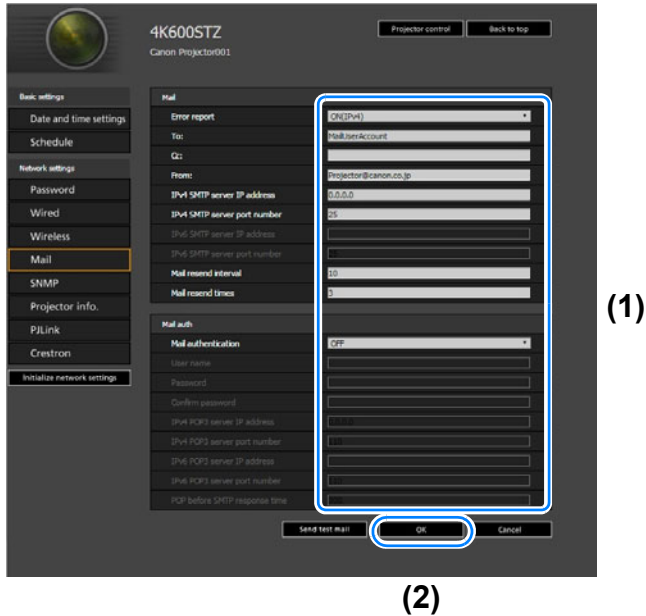 4K600STZ
Canon Projector001
Projector control
Back to top
Basic settings
Date and time settings
Schedule
Network settings
Password
Wired
Wireless
Mail
SNMP
Projector info.
PJLink
Crestron
Initialize network settings
Mail
Error report ON(IPv4)
To: MailUserAccount
Cc:
From: Projector@canon.co.jp
IPv4 SMTP server IP address 0.0.0.0
IPv4 SMTP server port number 25
IPv6 SMTP server IP address
IPv6 SMTP server port number
Mail resend interval 10
Mail resend times 3
Mail auth
Mail authentication OFF
User name
Password
Confirm password
IPv4 POP3 server IP address 0.0.0.0
IPv4 POP3 server port number 110
IPv6 POP3 server IP address
IPv6 POP3 server port number
POP before SMTP response time
Send test mail
OK
Cancel
(1)
(2)